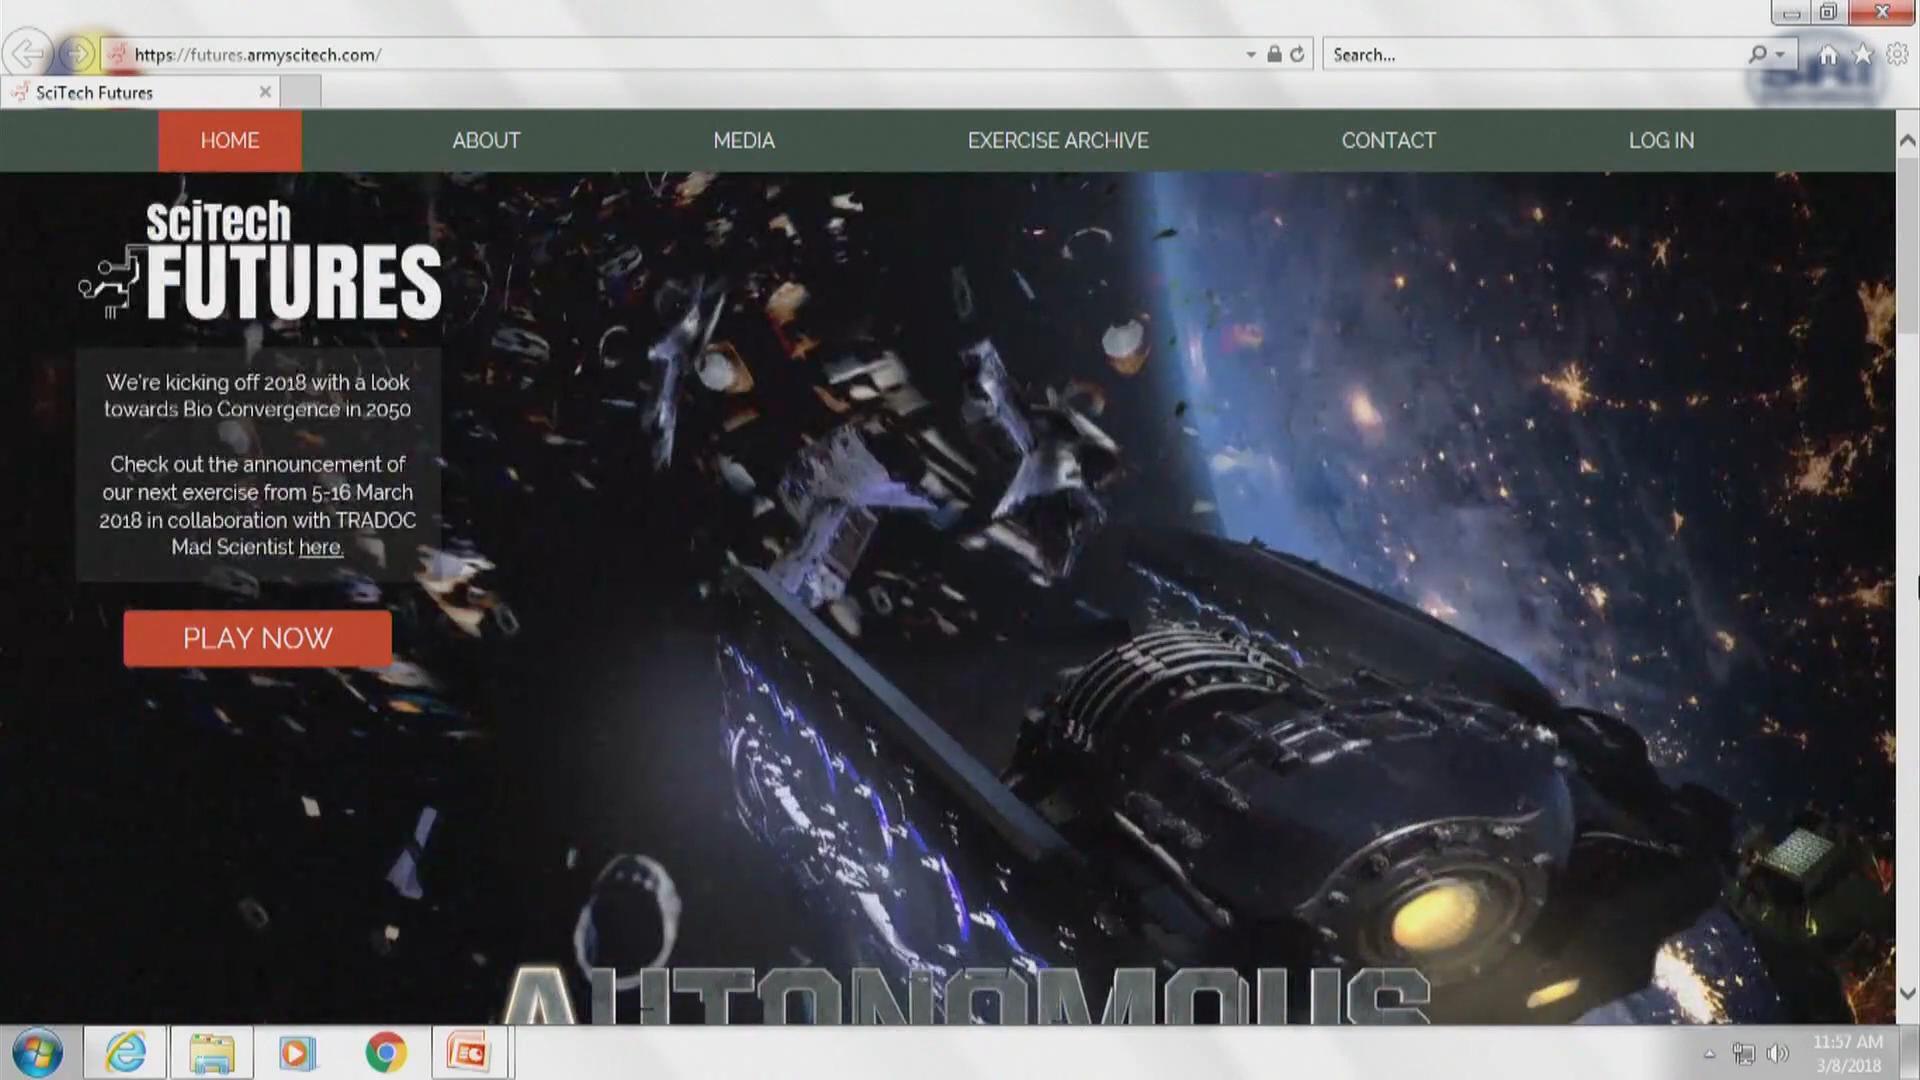 https://futures.armyscitech.com/
Search...
SciTech Futures
HOME ABOUT MEDIA EXERCISE ARCHIVE CONTACT LOG IN
sciTech
FUTURES
We're kicking off 2018 with a look
towards Bio Convergence in 2050
Check out the announcement of
our next exercise from 5-16 March
2018 in collaboration with TRADOC
Mad Scientist here.
PLAY NOW
AUTONOMOUS
11:57 AM
3/8/2018